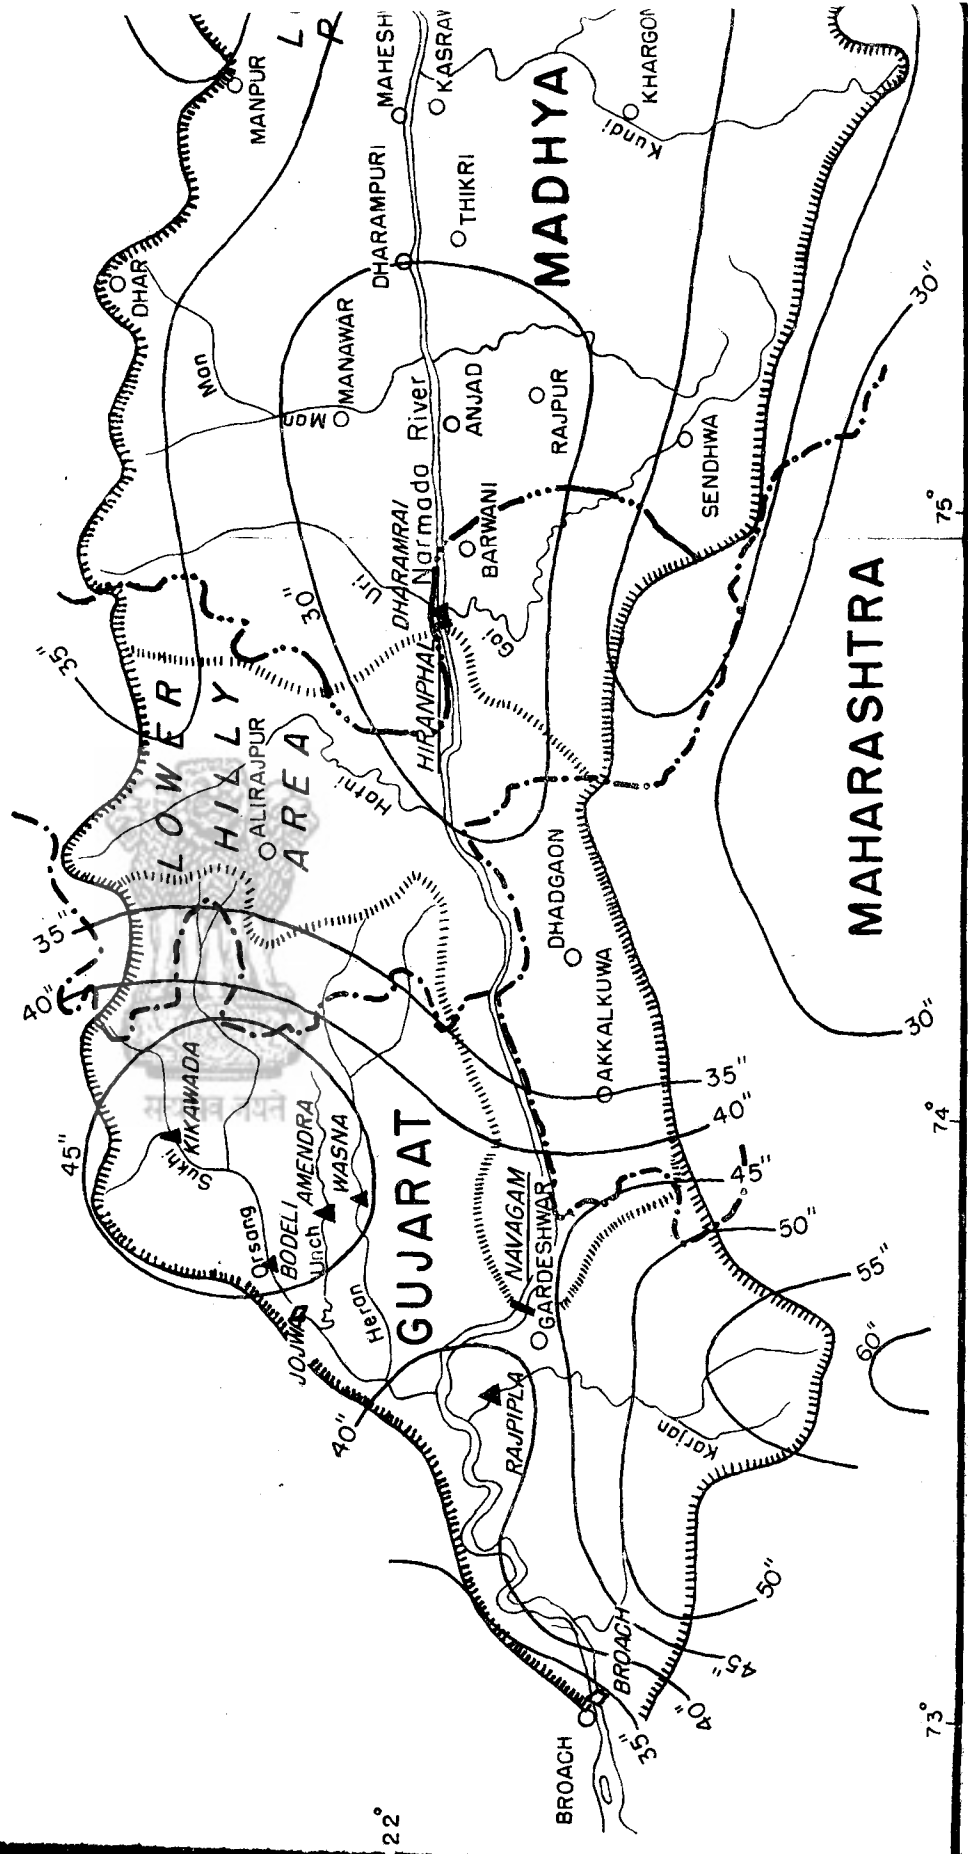 MANPUR
L
P
MAHESH
KASRAV
KHARGON
Kundi
MADHYA
DHARAMPURI
THIKRI
DHAR
Man
MANAWAR
Man
Narmada River
ANJAD
RAJPUR
SENDHWA
30"
DHARAMRAI
BARWANI
Uri
30"
HIRANPHAL
Goi
75°
35"
LOWER
HILLY
AREA
ALIRAJPUR
Hatni
MAHARASHTRA
DHADGAON
AKKALKUWA
35"
40"
30"
35"
40"
45"
50"
55"
60"
74°
45"
KIKAWADA
Sukhi
सत्यमेव जयते
AMENDRA
WASNA
Orsang
BODELI
Unch
Heran
GUJARAT
NAVAGAM
GARDESHWAR
JOJWA
40"
RAJPIPLA
Karjan
50"
45"
40"
35"
BROACH
BROACH
73°
22°